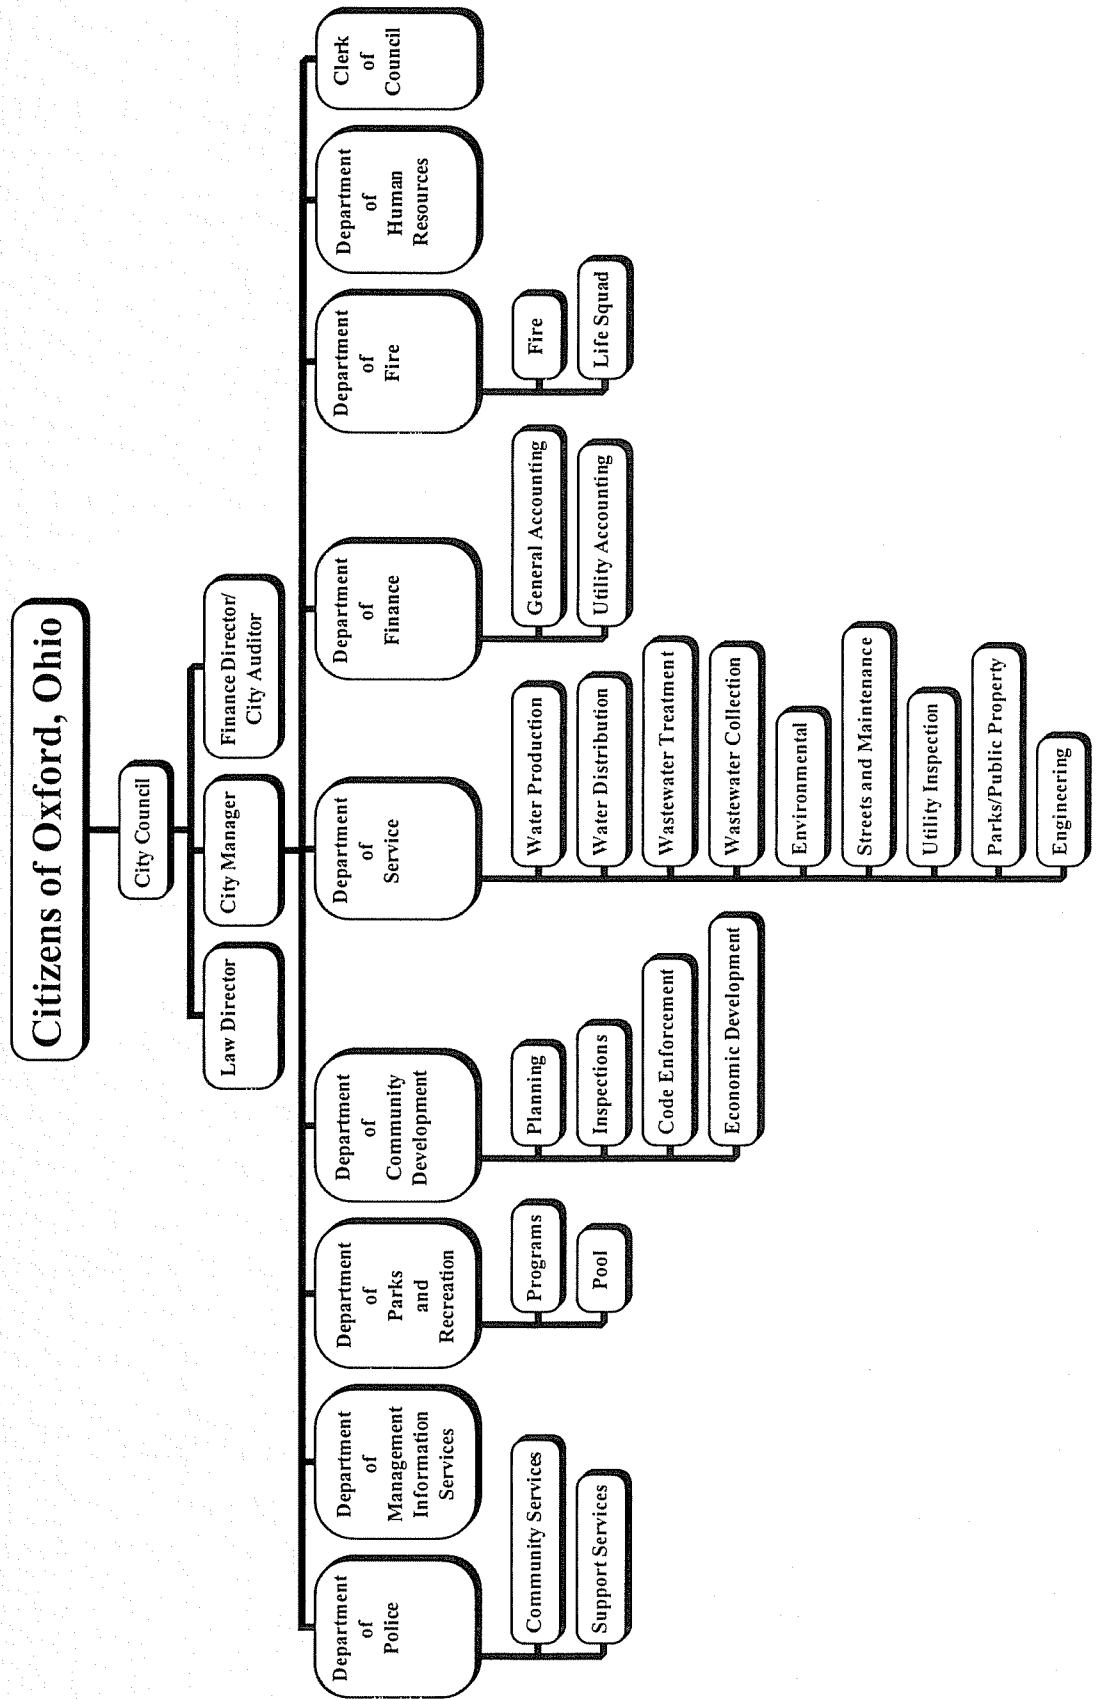 Citizens of Oxford, Ohio
City Council
Law Director
City Manager
Finance Director/
City Auditor
Department
of
Police
Community Services
Support Services
Department
of
Management
Information
Services
Department
of
Parks
and
Recreation
Programs
Pool
Department
of
Community
Development
Planning
Inspections
Code Enforcement
Economic Development
Department
of
Service
Water Production
Water Distribution
Wastewater Treatment
Wastewater Collection
Environmental
Streets and Maintenance
Utility Inspection
Parks/Public Property
Engineering
Department
of
Finance
General Accounting
Utility Accounting
Department
of
Fire
Fire
Life Squad
Department
of
Human
Resources
Clerk
of
Council